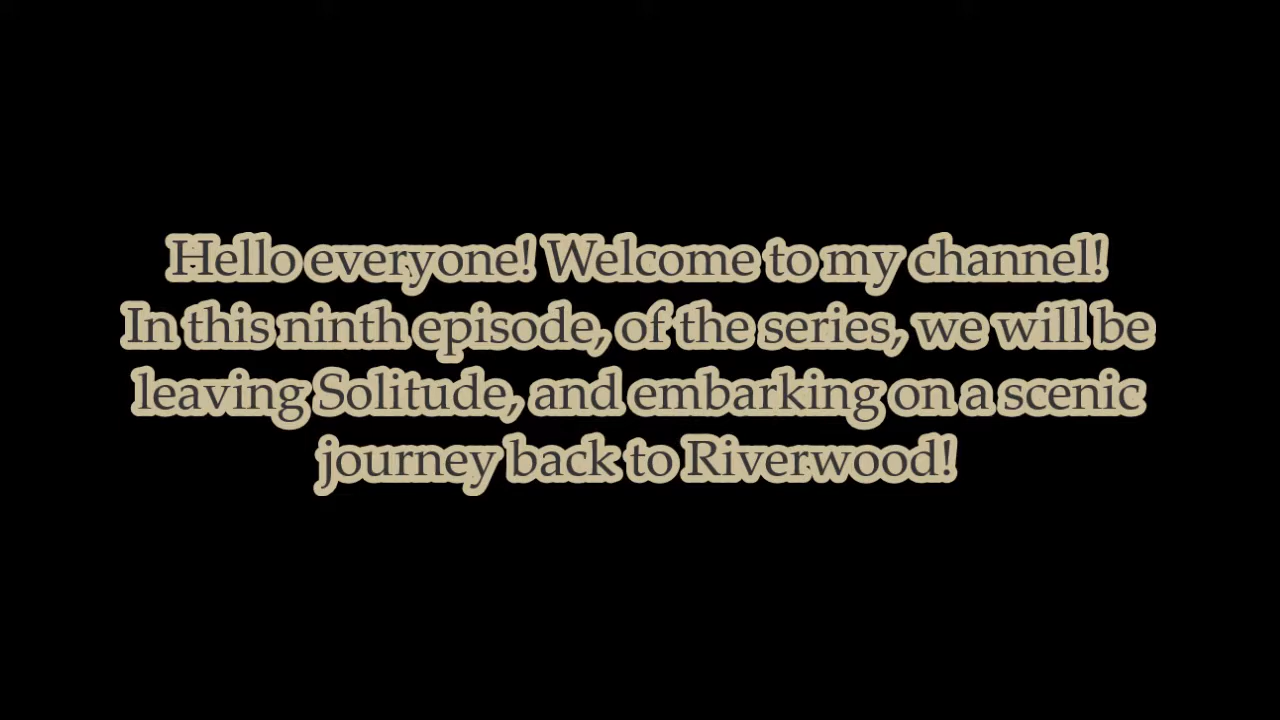 Hello everyone! Welcome to my channel!
In this ninth episode, of the series, we will be
leaving Solitude, and embarking on a scenic
journey back to Riverwood!